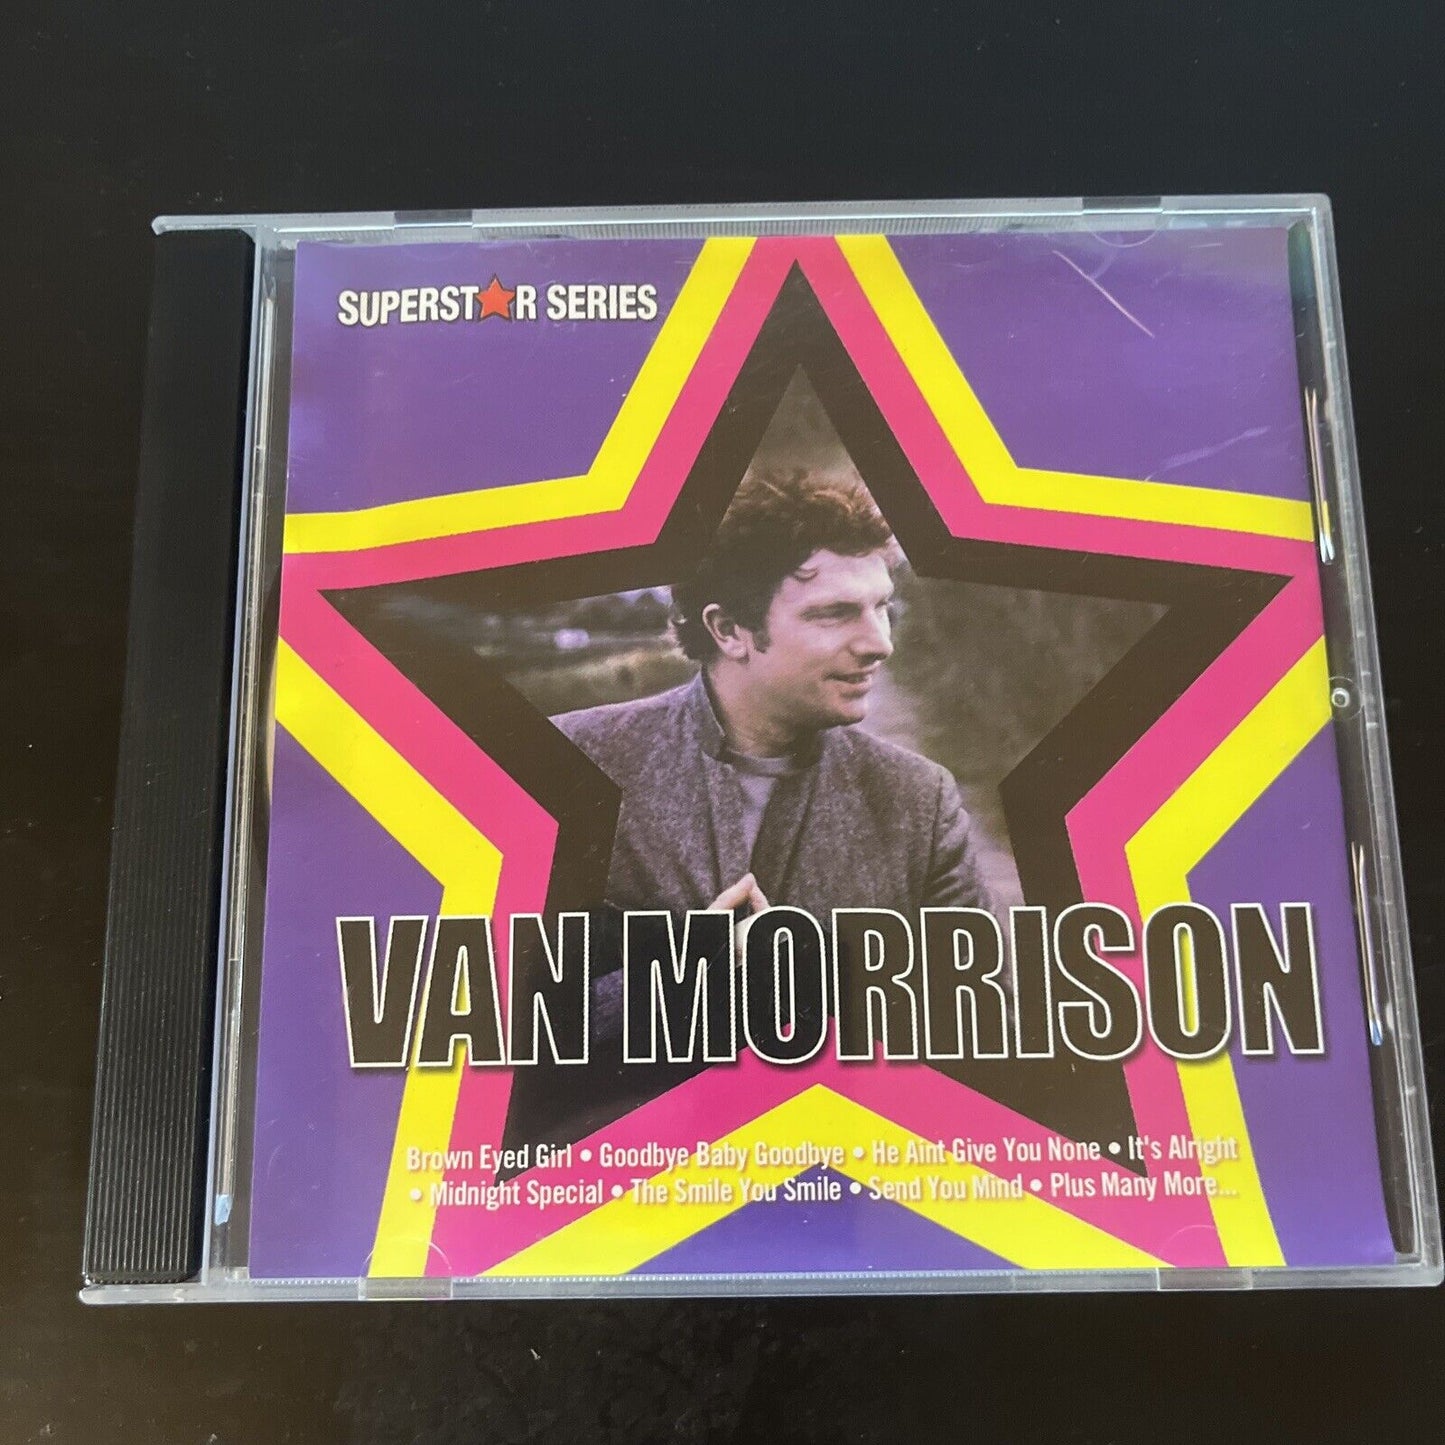 SUPERST★R SERIES
VAN MORRISON
Brown Eyed Girl • Goodbye Baby Goodbye • He Aint Give You None • It's Alright
• Midnight Special • The Smile You Smile • Send You Mind • Plus Many More...